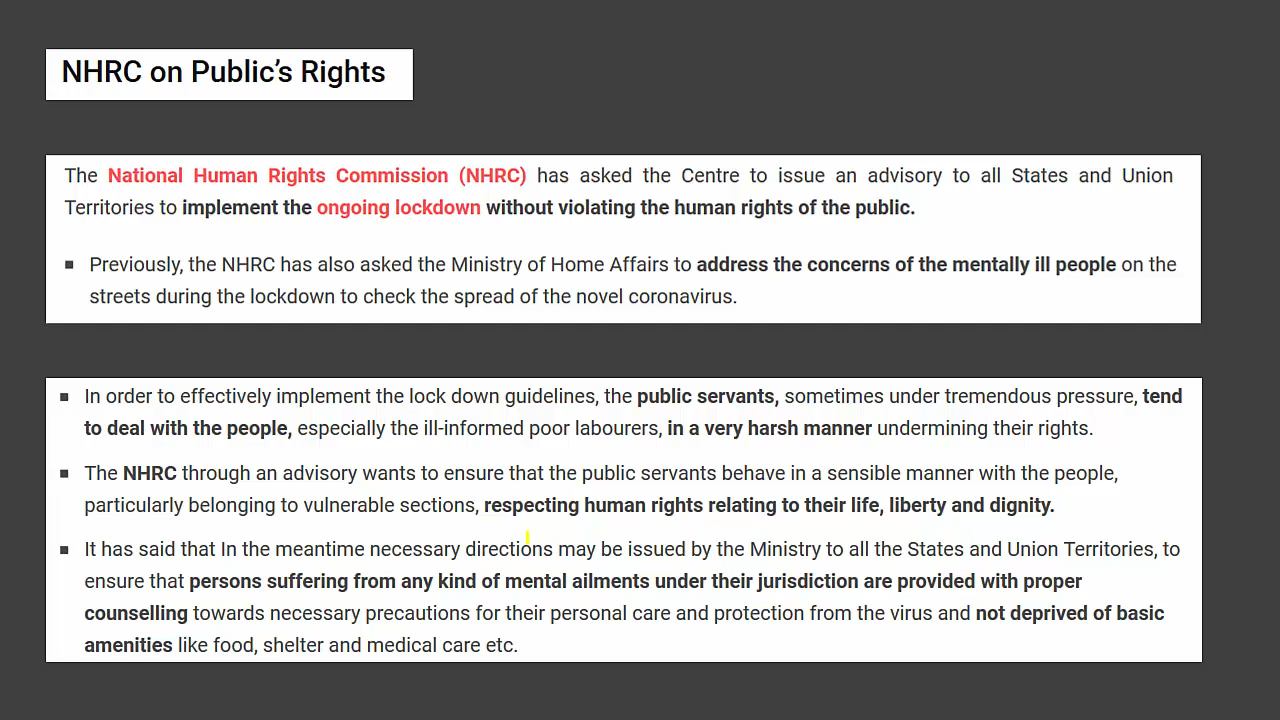 NHRC on Public’s Rights
The National Human Rights Commission (NHRC) has asked the Centre to issue an advisory to all States and Union
Territories to implement the ongoing lockdown without violating the human rights of the public.
▪ Previously, the NHRC has also asked the Ministry of Home Affairs to address the concerns of the mentally ill people on the
streets during the lockdown to check the spread of the novel coronavirus.
▪ In order to effectively implement the lock down guidelines, the public servants, sometimes under tremendous pressure, tend
to deal with the people, especially the ill-informed poor labourers, in a very harsh manner undermining their rights.
▪ The NHRC through an advisory wants to ensure that the public servants behave in a sensible manner with the people,
particularly belonging to vulnerable sections, respecting human rights relating to their life, liberty and dignity.
▪ It has said that In the meantime necessary directions may be issued by the Ministry to all the States and Union Territories, to
ensure that persons suffering from any kind of mental ailments under their jurisdiction are provided with proper
counselling towards necessary precautions for their personal care and protection from the virus and not deprived of basic
amenities like food, shelter and medical care etc.